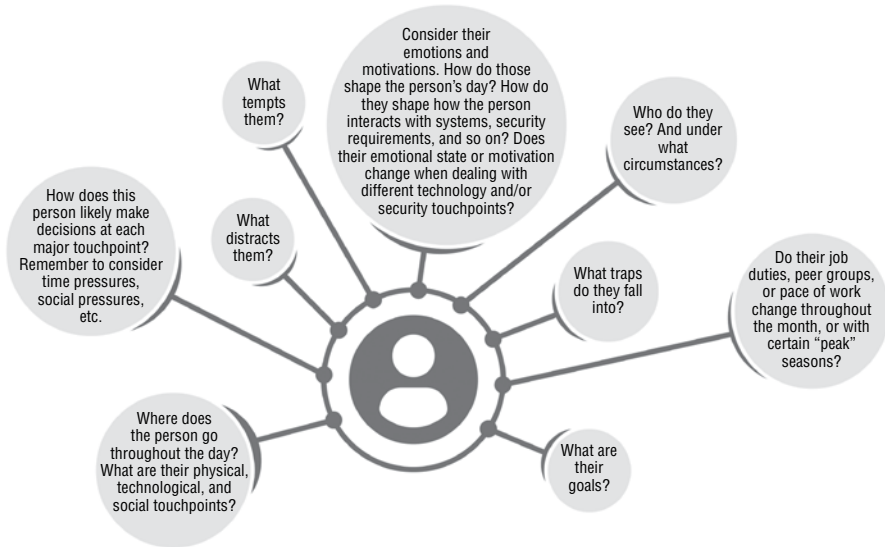 What
tempts
them?
Consider their
emotions and
motivations. How do those
shape the person's day? How do
they shape how the person
interacts with systems, security
requirements, and so on? Does
their emotional state or motivation
change when dealing with
different technology and/or
security touchpoints?
Who do they
see? And under
what
circumstances?
How does this
person likely make
decisions at each
major touchpoint?
Remember to consider
time pressures,
social pressures,
etc.
What
distracts
them?
What traps
do they fall
into?
Do their job
duties, peer groups,
or pace of work
change throughout
the month, or with
certain “peak”
seasons?
Where does
the person go
throughout the day?
What are their physical,
technological, and
social touchpoints?
What are
their
goals?